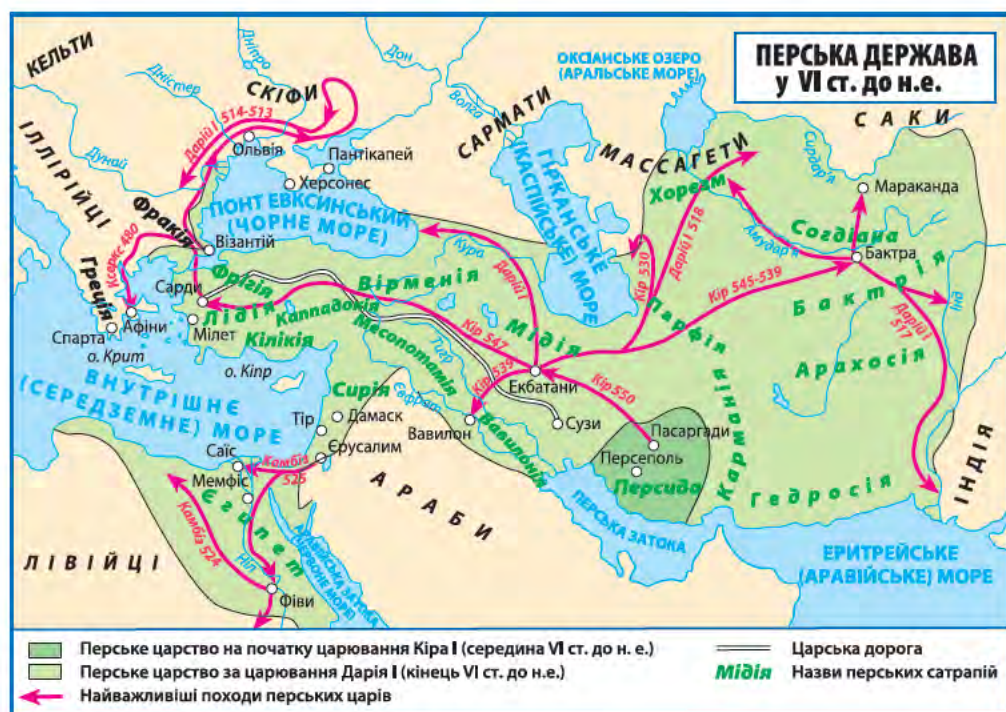 ПЕРСЬКА ДЕРЖАВА
у VI ст. до н.е.
КЕЛЬТИ
Дніпро
Дон
Дністер
СКІФИ
Волга
САРМАТИ
ОКСІАНСЬКЕ ОЗЕРО
(АРАЛЬСЬКЕ МОРЕ)
САКИ
ІЛЛІРІЙЦІ
Дарій I 514-513
Ольвія
Дунай
Пантікапей
Херсонес
МАССАГЕТИ
Сирдар'я
Хорезм
Мараканда
ГІРКАНСЬКЕ
(КАСПІЙСЬКЕ) МОРЕ
ПОНТ ЕВКСИНСЬКИЙ
(ЧОРНЕ МОРЕ)
Фракія
Візантій
Ксеркс 480
Греція
Кура
Дарій I
Кір 530
Дарій I 518
Амудар'я
Согдіана
Бактра
Кір 545-539
Бактрія
Інд
Сарди
Фригія
Вірменія
Лідія
Каппадокія
Кір 547
Мідія
Парфія
Дарій I
517
Спарта
Афіни
Мілет
Кілікія
Месопотамія
Тигр
Арахосія
о. Крит
о. Кіпр
Кір 539
Екбатани
Кір 550
ВНУТРІШНЄ
(СЕРЕДЗЕМНЕ) МОРЕ
Сирія
Євфрат
Дамаск
Тір
Вавилон
Сузи
Вавилонія
Пасаргади
Персеполь
Персида
Карманія
Гедросія
ІНДІЯ
Саїс
Єрусалим
Камбіз
525
Мемфіс
Єгипет
АРАБИ
ПЕРСЬКА ЗАТОКА
ЕРИТРЕЙСЬКЕ
(АРАВІЙСЬКЕ) МОРЕ
ЛІВІЙЦІ
Камбіз 524
Ніл
АРАВІЙСЬКА ЗАТОКА
(ЧЕРВОНЕ МОРЕ)
Фіви
Перське царство на початку царювання Кіра I (середина VI ст. до н. е.)
Царська дорога
Перське царство за царювання Дарія I (кінець VI ст. до н.е.)
Мідія Назви перських сатрапій
Найважливіші походи перських царів